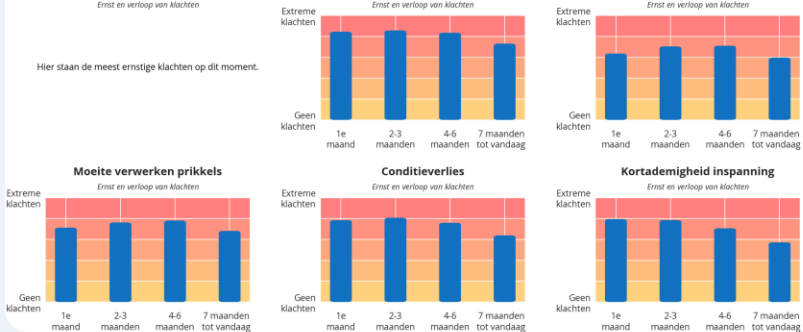 Ernst en verloop van klachten
Hier staan de meest ernstige klachten op dit moment.
Ernst en verloop van klachten
Extreme
klachten
Geen
klachten
1e
maand
2-3
maanden
4-6
maanden
7 maanden
tot vandaag
Ernst en verloop van klachten
Extreme
klachten
Geen
klachten
1e
maand
2-3
maanden
4-6
maanden
7 maanden
tot vandaag
Moeite verwerken prikkels
Ernst en verloop van klachten
Extreme
klachten
Geen
klachten
1e
maand
2-3
maanden
4-6
maanden
7 maanden
tot vandaag
Conditieverlies
Ernst en verloop van klachten
Extreme
klachten
Geen
klachten
1e
maand
2-3
maanden
4-6
maanden
7 maanden
tot vandaag
Kortademigheid inspanning
Ernst en verloop van klachten
Extreme
klachten
Geen
klachten
1e
maand
2-3
maanden
4-6
maanden
7 maanden
tot vandaag